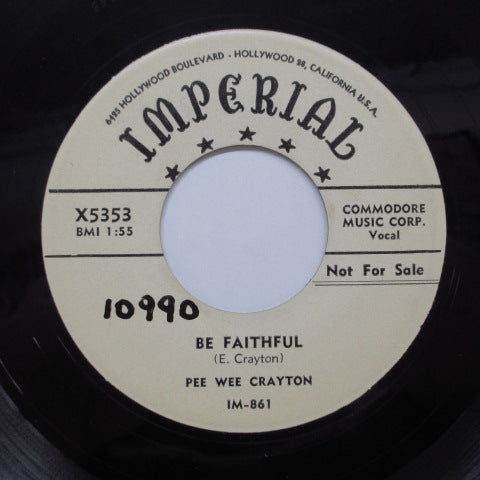 6425 HOLLYWOOD BOULEVARD - HOLLYWOOD 28, CALIFORNIA U.S.A.
IMPERIAL
X5353
BMI 1:55
COMMODORE
MUSIC CORP.
Vocal
Not For Sale
10990
BE FAITHFUL
(E. Crayton)
PEE WEE CRAYTON
IM-861